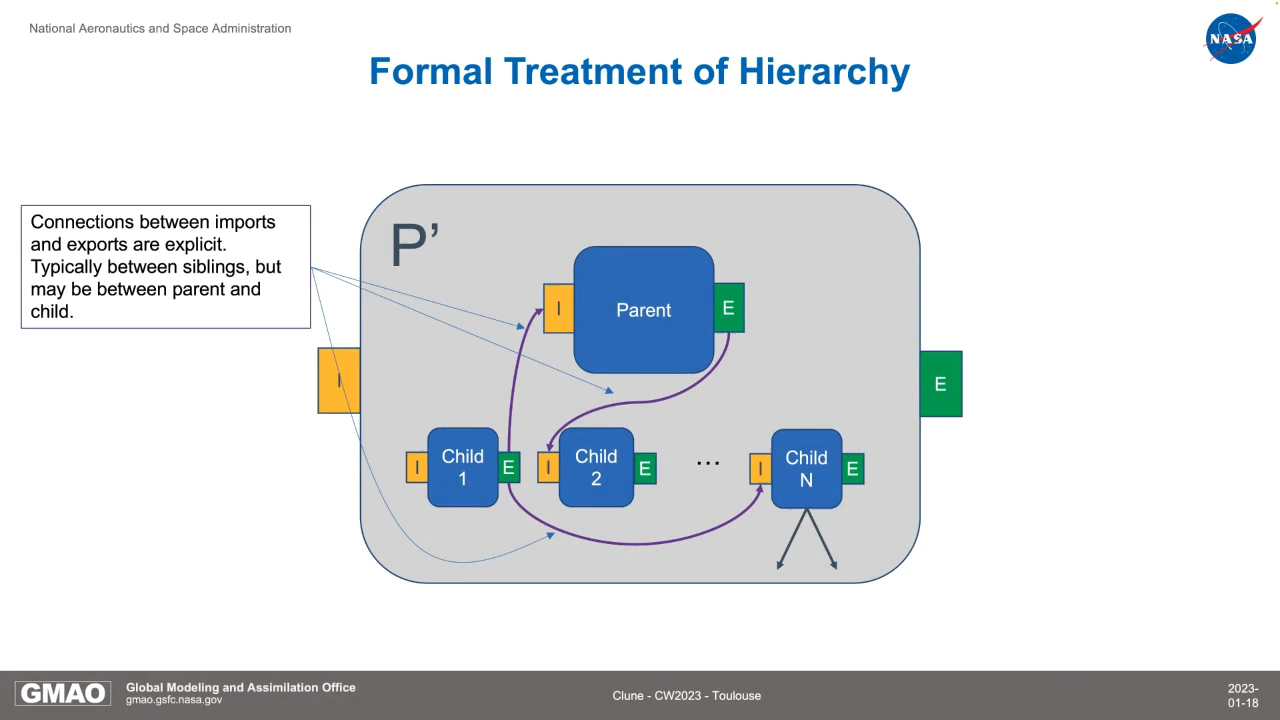 National Aeronautics and Space Administration
NASA
Formal Treatment of Hierarchy
Connections between imports
and exports are explicit.
Typically between siblings, but
may be between parent and
child.
P’
I
Parent
E
I
E
I
Child
1
E
I
Child
2
E
...
I
Child
N
E
GMAO
Global Modeling and Assimilation Office
gmao.gsfc.nasa.gov
Clune - CW2023 - Toulouse
2023-
01-18